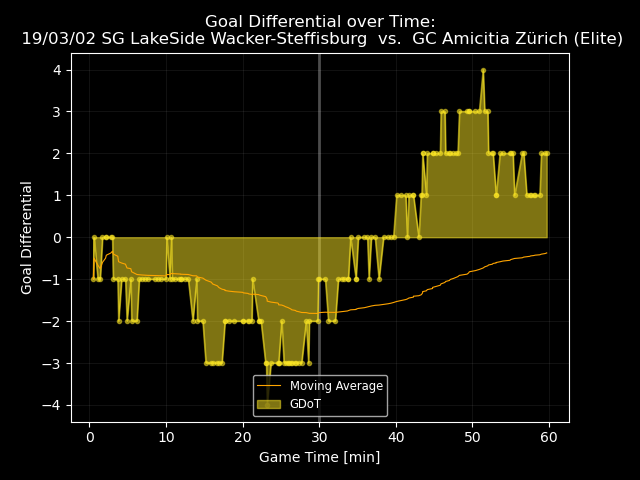 Goal Differential over Time:
19/03/02 SG LakeSide Wacker-Steffisburg  vs.  GC Amicitia Zürich (Elite)
Goal Differential
4
3
2
1
0
−1
−2
−3
−4
Moving Average
GDoT
0 10 20 30 40 50 60
Game Time [min]